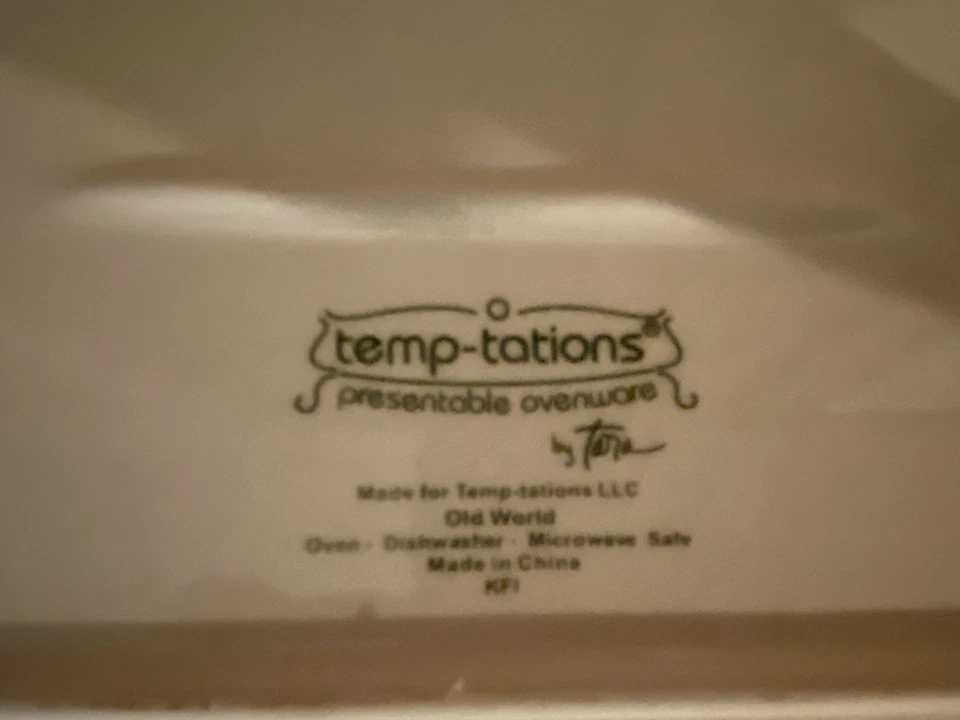 temp-tations®
presentable ovenware
by Tara
Made for Temp-tations LLC
Old World
Oven · Dishwasher · Microwave Safe
Made in China
KFI